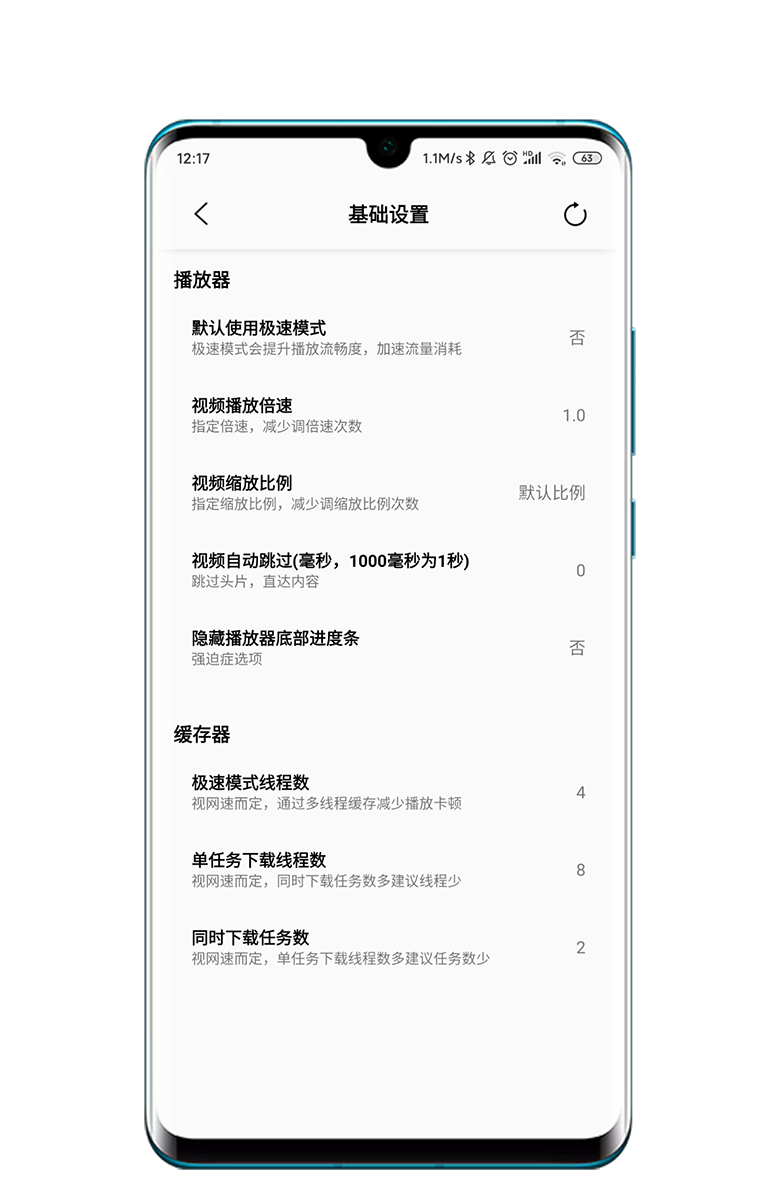 12:17 1.1M/s HD 63
基础设置
播放器
默认使用极速模式
极速模式会提升播放流畅度，加速流量消耗
否
视频播放倍速
指定倍速，减少调倍速次数
1.0
视频缩放比例
指定缩放比例，减少调缩放比例次数
默认比例
视频自动跳过(毫秒，1000毫秒为1秒)
跳过头片，直达内容
0
隐藏播放器底部进度条
强迫症选项
否
缓存器
极速模式线程数
视网速而定，通过多线程缓存减少播放卡顿
4
单任务下载线程数
视网速而定，同时下载任务数多建议线程少
8
同时下载任务数
视网速而定，单任务下载线程数多建议任务数少
2